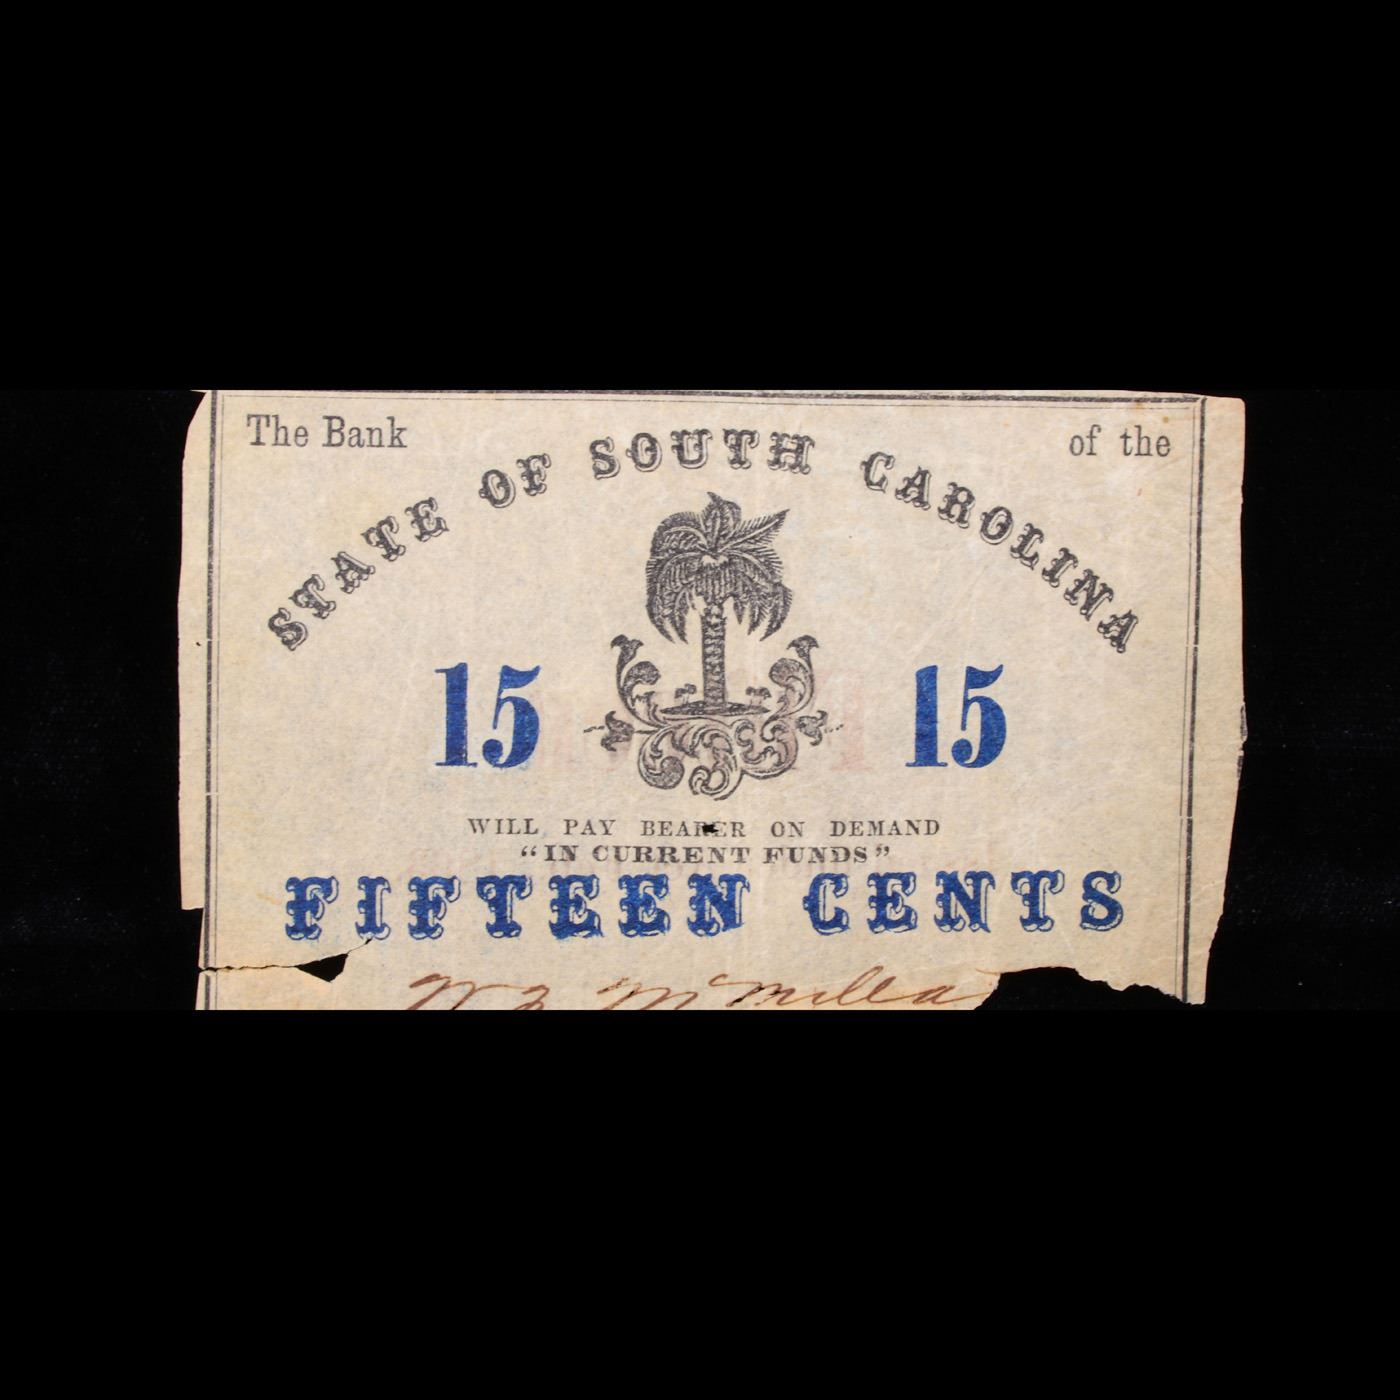 The Bank of the
STATE OF SOUTH CAROLINA
15 15
WILL PAY BEARER ON DEMAND
"IN CURRENT FUNDS"
FIFTEEN CENTS